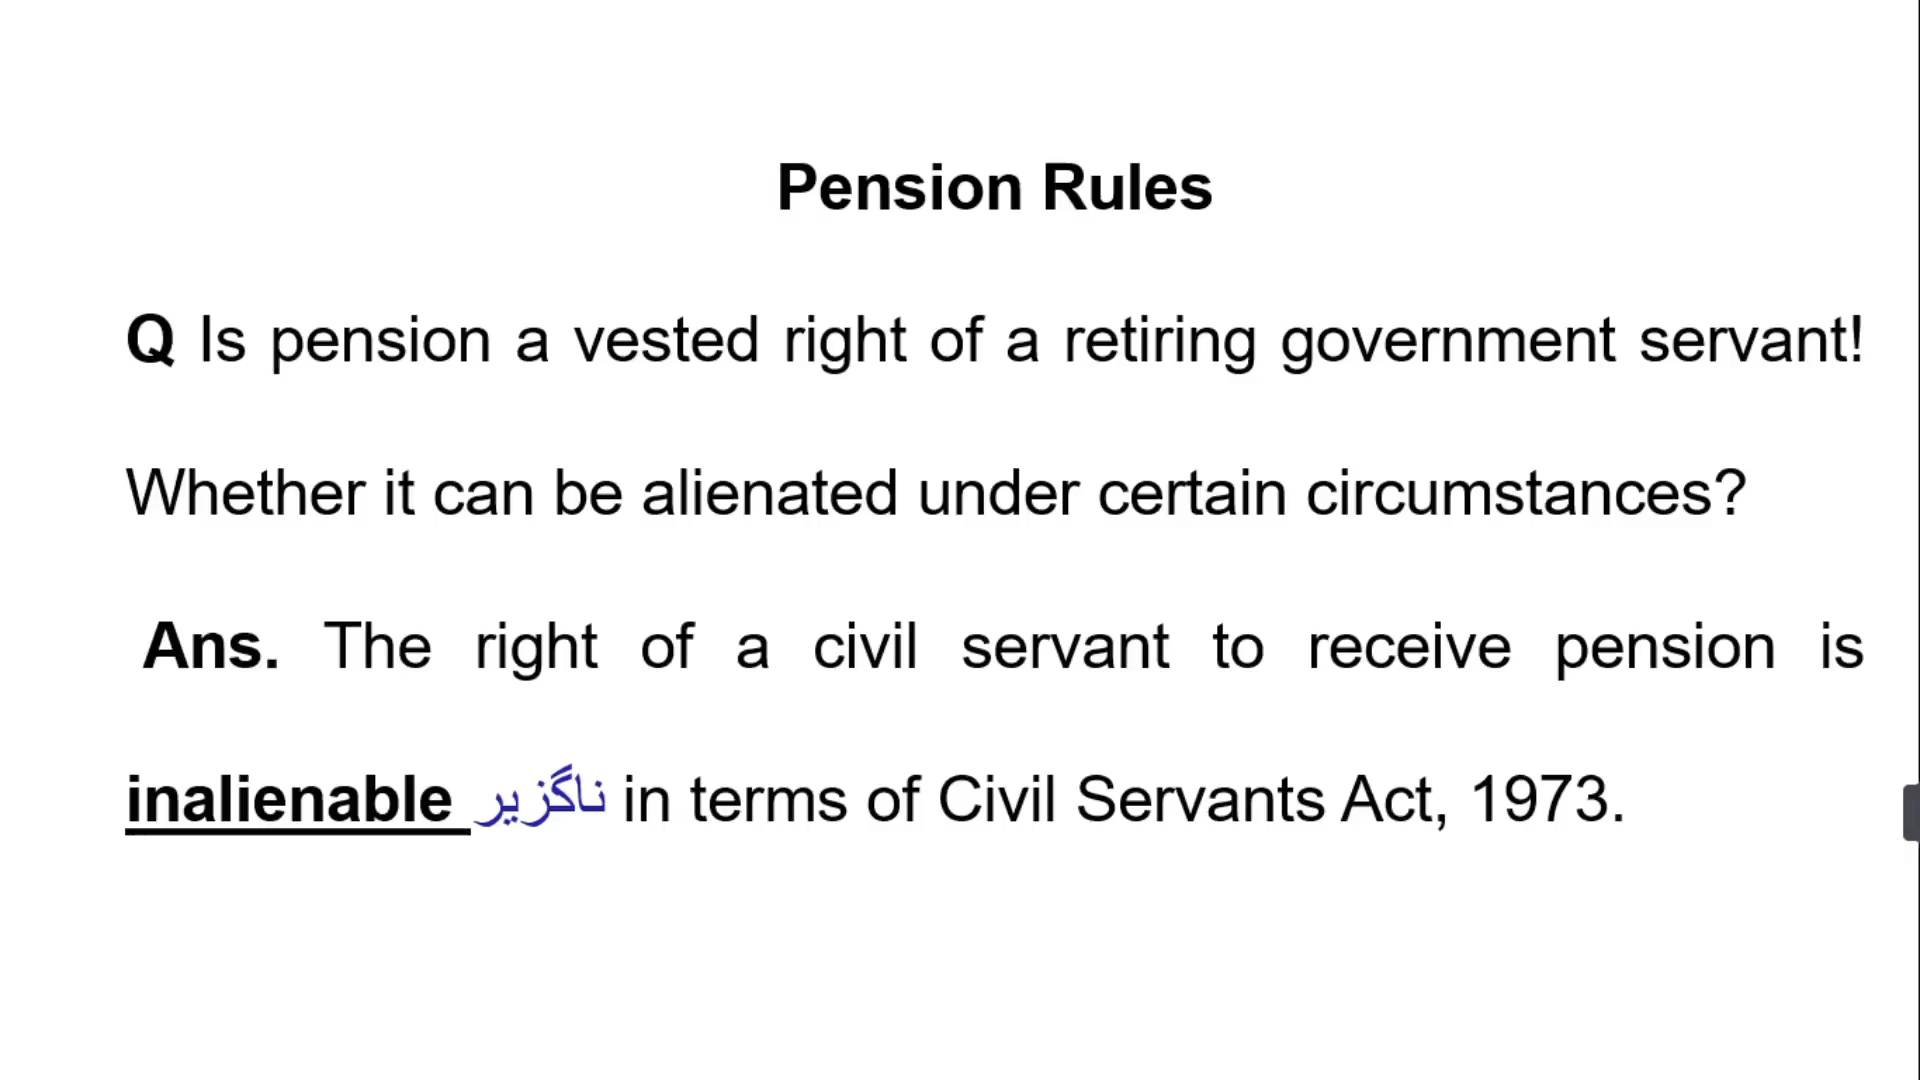 Pension Rules
Q Is pension a vested right of a retiring government servant!
Whether it can be alienated under certain circumstances?
Ans. The right of a civil servant to receive pension is
inalienable ناگزیر in terms of Civil Servants Act, 1973.